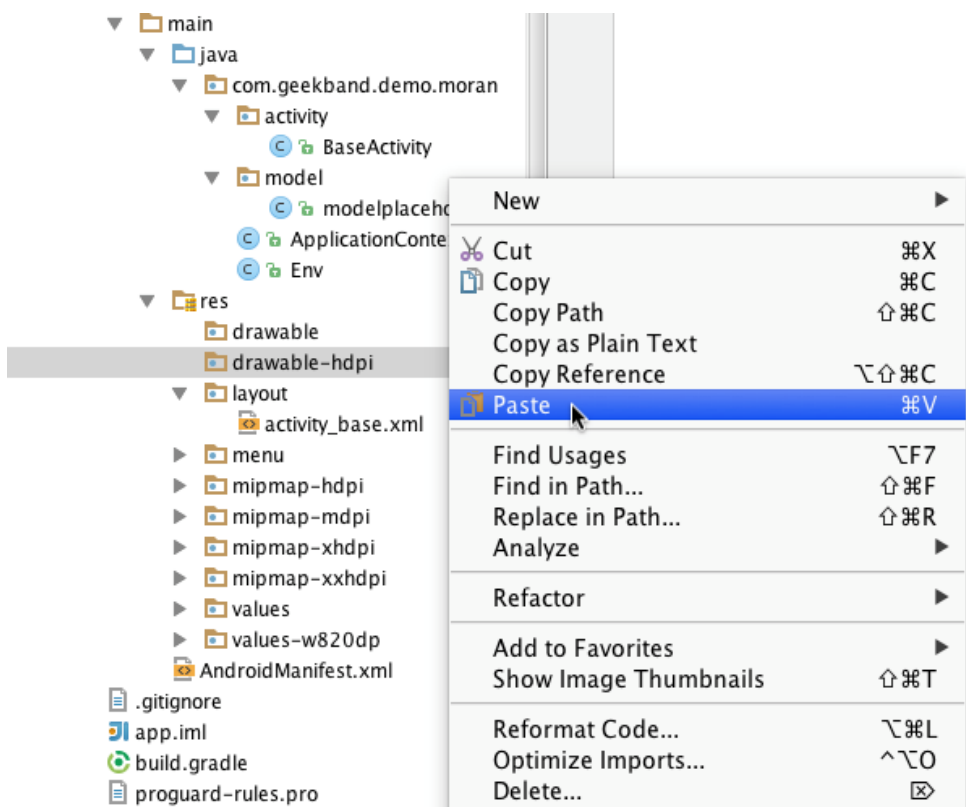 main
java
com.geekband.demo.moran
activity
BaseActivity
model
modelplaceho
ApplicationConte
Env
res
drawable
drawable-hdpi
layout
activity_base.xml
menu
mipmap-hdpi
mipmap-mdpi
mipmap-xhdpi
mipmap-xxhdpi
values
values-w820dp
AndroidManifest.xml
.gitignore
app.iml
build.gradle
proguard-rules.pro
New
Cut ⌘X
Copy ⌘C
Copy Path ⇧⌘C
Copy as Plain Text
Copy Reference ⌥⇧⌘C
Paste ⌘V
Find Usages ⌥F7
Find in Path... ⇧⌘F
Replace in Path... ⇧⌘R
Analyze
Refactor
Add to Favorites
Show Image Thumbnails ⇧⌘T
Reformat Code... ⌥⌘L
Optimize Imports... ^⌥O
Delete... ⌦